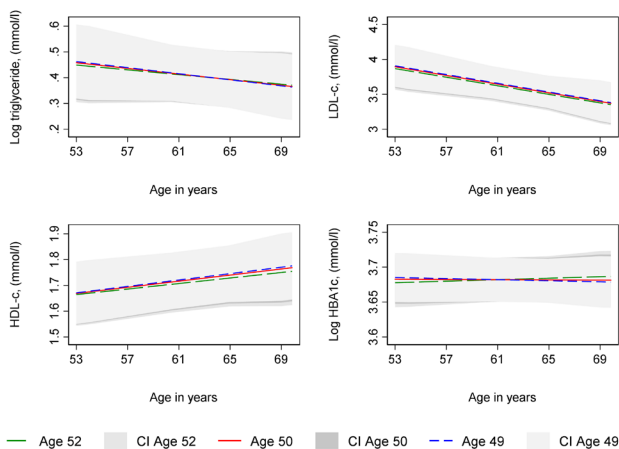 Log triglyceride, (mmol/l)
.6
.5
.4
.3
.2
53 57 61 65 69
Age in years
LDL-c, (mmol/l)
4.5
4
3.5
3
53 57 61 65 69
Age in years
HDL-c, (mmol/l)
1.9
1.8
1.7
1.6
1.5
53 57 61 65 69
Age in years
Log HBA1c, (mmol/l)
3.75
3.7
3.65
3.6
53 57 61 65 69
Age in years
Age 52 CI Age 52 Age 50 CI Age 50 Age 49 CI Age 49